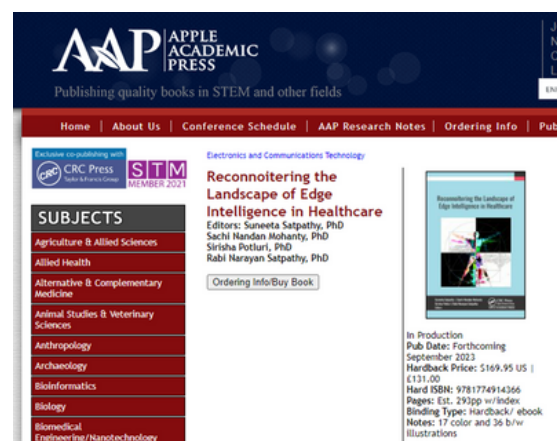 AAP
APPLE
ACADEMIC
PRESS
Publishing quality books in STEM and other fields
Home | About Us | Conference Schedule | AAP Research Notes | Ordering Info | Pub
Exclusive co-publishing with
CRC
CRC Press
Taylor & Francis Group
STM
MEMBER 2021
SUBJECTS
Agriculture & Allied Sciences
Allied Health
Alternative & Complementary
Medicine
Animal Studies & Veterinary
Sciences
Anthropology
Archaeology
Bioinformatics
Biology
Biomedical
Engineering/Nanotechnology
Electronics and Communications Technology
Reconnoitering the
Landscape of Edge
Intelligence in Healthcare
Editors: Suneeta Satpathy, PhD
Sachi Nandan Mohanty, PhD
Sirisha Potluri, PhD
Rabi Narayan Satpathy, PhD
Ordering Info/Buy Book
Reconnoitering the Landscape of
Edge Intelligence in Healthcare
CRC Press
In Production
Pub Date: Forthcoming
September 2023
Hardback Price: $169.95 US |
£131.00
Hard ISBN: 9781774914366
Pages: Est. 293pp w/index
Binding Type: Hardback/ ebook
Notes: 17 color and 36 b/w
illustrations